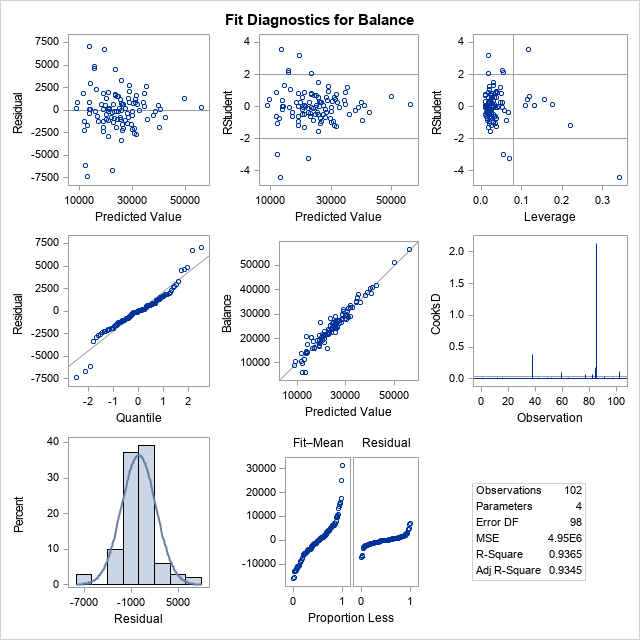 Fit Diagnostics for Balance
Residual
7500
5000
2500
0
-2500
-5000
-7500
10000 30000 50000
Predicted Value
RStudent
4
2
0
-2
-4
10000 30000 50000
Predicted Value
RStudent
4
2
0
-2
-4
0.0 0.1 0.2 0.3
Leverage
Residual
7500
5000
2500
0
-2500
-5000
-7500
-2 -1 0 1 2
Quantile
Balance
50000
40000
30000
20000
10000
10000 30000 50000
Predicted Value
Cook's D
2.0
1.5
1.0
0.5
0.0
0 20 40 60 80 100
Observation
Percent
40
30
20
10
0
-7000 -1000 5000
Residual
Fit–Mean Residual
30000
20000
10000
0
-10000
0 1 0 1
Proportion Less
Observations 102
Parameters 4
Error DF 98
MSE 4.95E6
R-Square 0.9365
Adj R-Square 0.9345